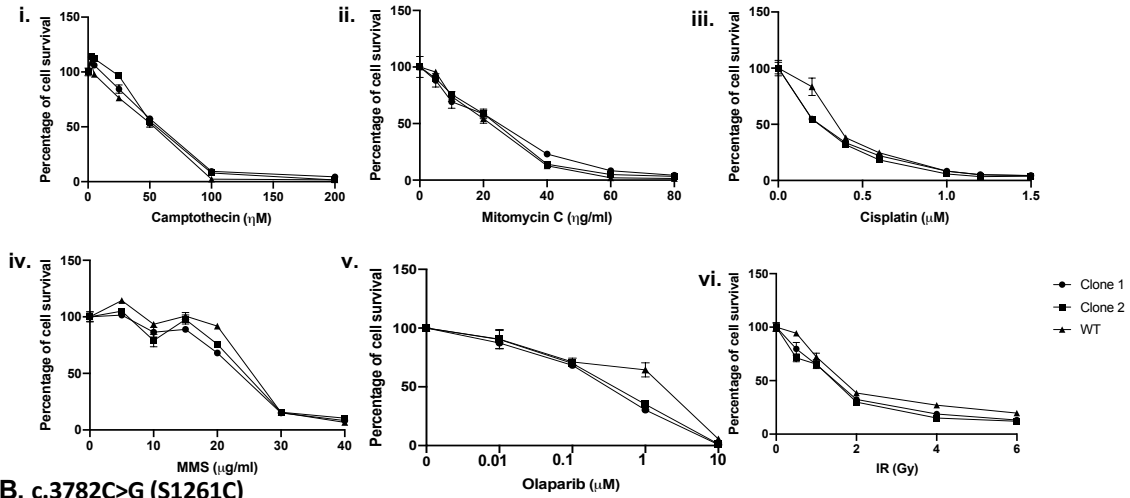 i.
150
100
50
0
Percentage of cell survival
0 50 100 150 200
Camptothecin (ηM)
ii.
150
100
50
0
Percentage of cell survival
0 20 40 60 80
Mitomycin C (ηg/ml)
iii.
150
100
50
0
Percentage of cell survival
0.0 0.5 1.0 1.5
Cisplatin (μM)
iv.
150
100
50
0
Percentage of cell survival
0 10 20 30 40
MMS (μg/ml)
v.
150
100
50
0
Percentage of cell survival
0 0.01 0.1 1 10
Olaparib (μM)
vi.
150
100
50
0
Percentage of cell survival
0 2 4 6
IR (Gy)
Clone 1
Clone 2
WT
B. c.3782C>G (S1261C)